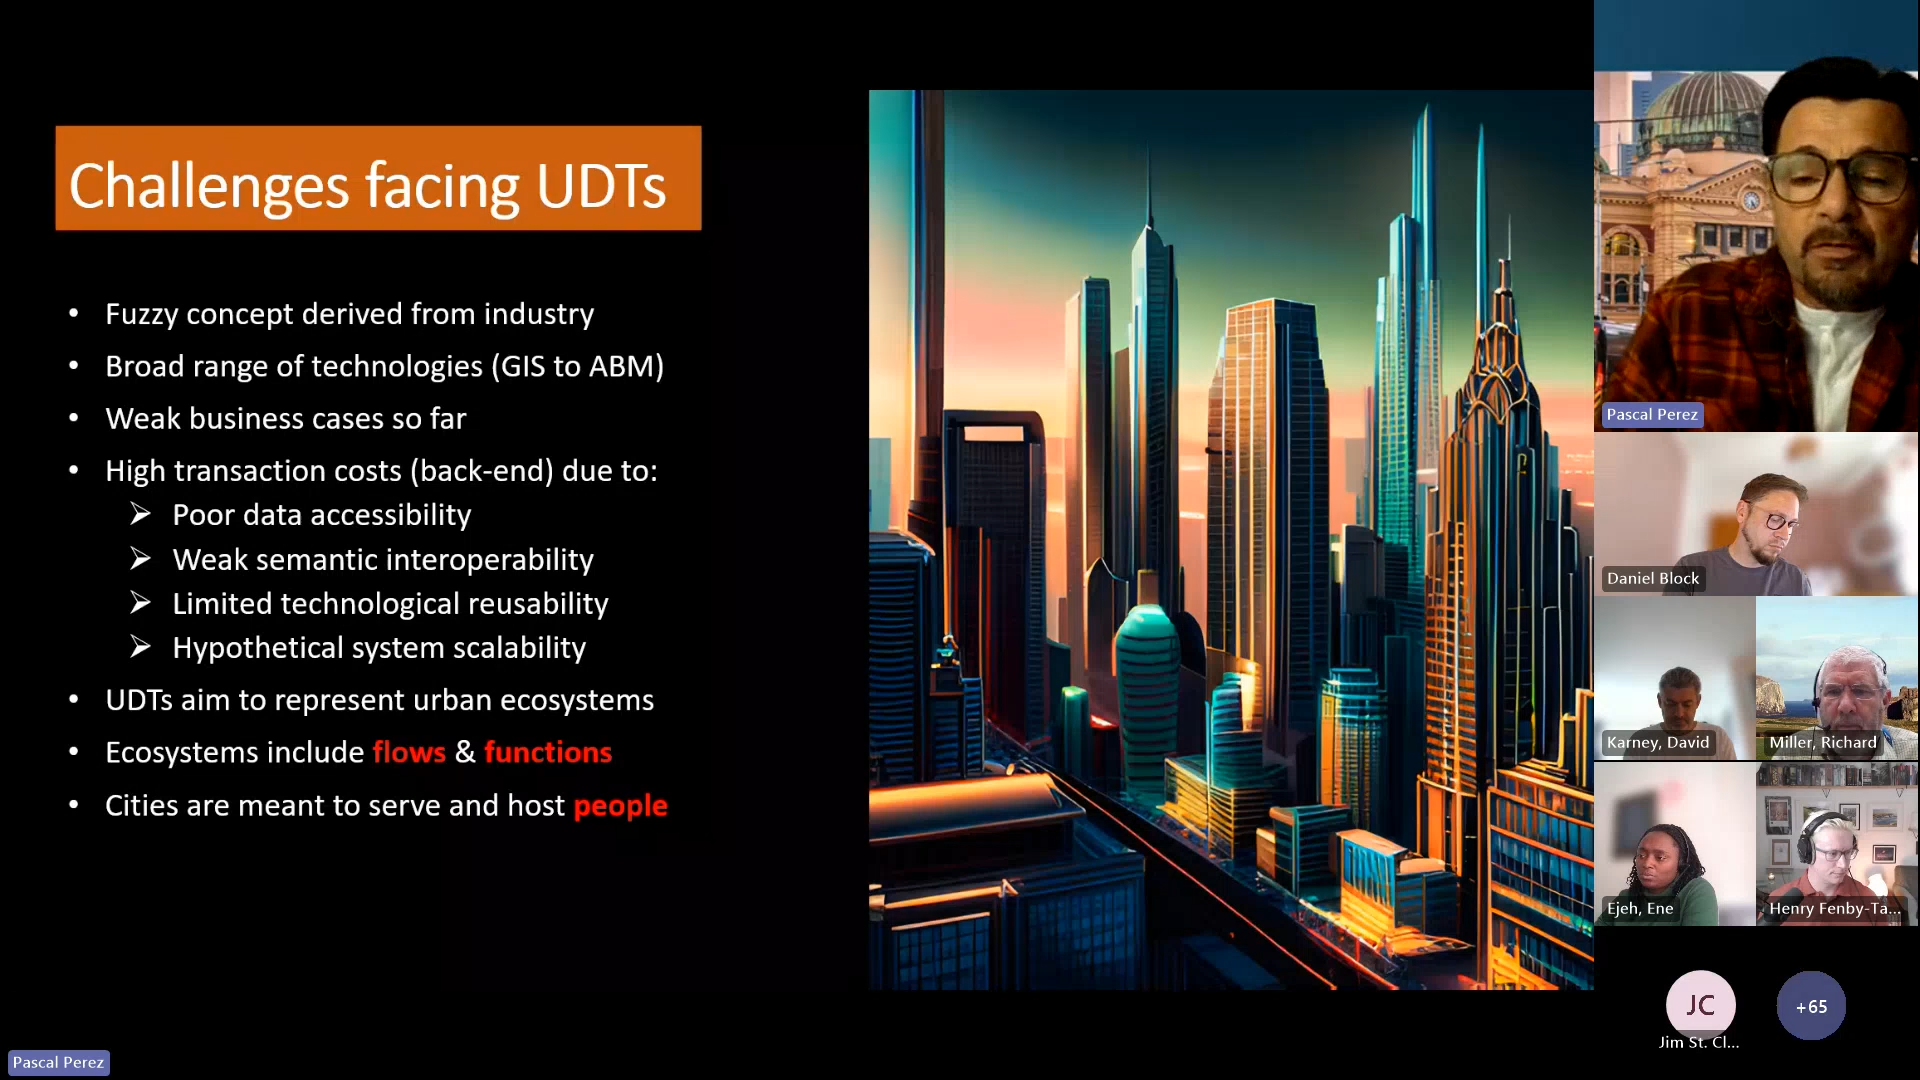 Challenges facing UDTs
• Fuzzy concept derived from industry
• Broad range of technologies (GIS to ABM)
• Weak business cases so far
• High transaction costs (back-end) due to:
➢ Poor data accessibility
➢ Weak semantic interoperability
➢ Limited technological reusability
➢ Hypothetical system scalability
• UDTs aim to represent urban ecosystems
• Ecosystems include flows & functions
• Cities are meant to serve and host people
Pascal Perez
Pascal Perez
Daniel Block
Karney, David
Miller, Richard
Ejeh, Ene
Henry Fenby-Ta...
JC
Jim St. Cl...
+65